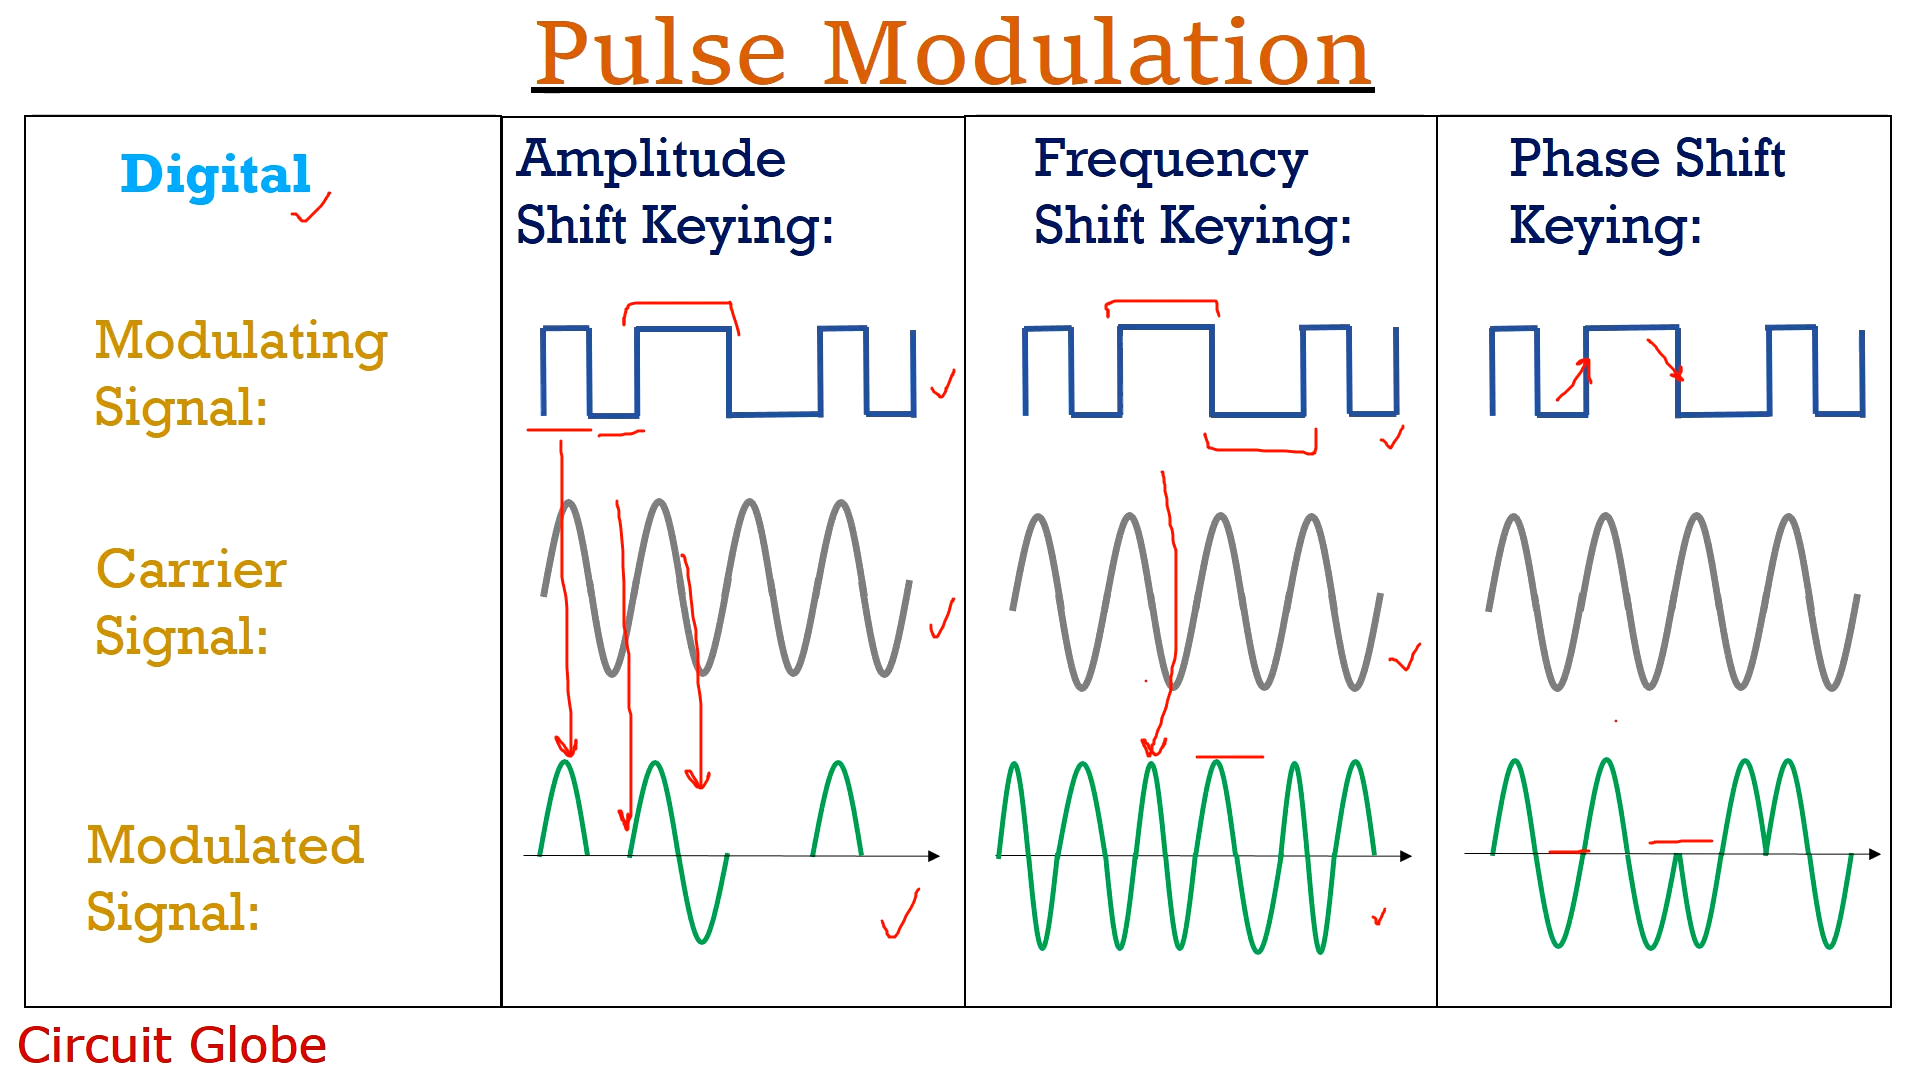 Pulse Modulation
Digital
Amplitude
Shift Keying:
Frequency
Shift Keying:
Phase Shift
Keying:
Modulating
Signal:
Carrier
Signal:
Modulated
Signal:
Circuit Globe